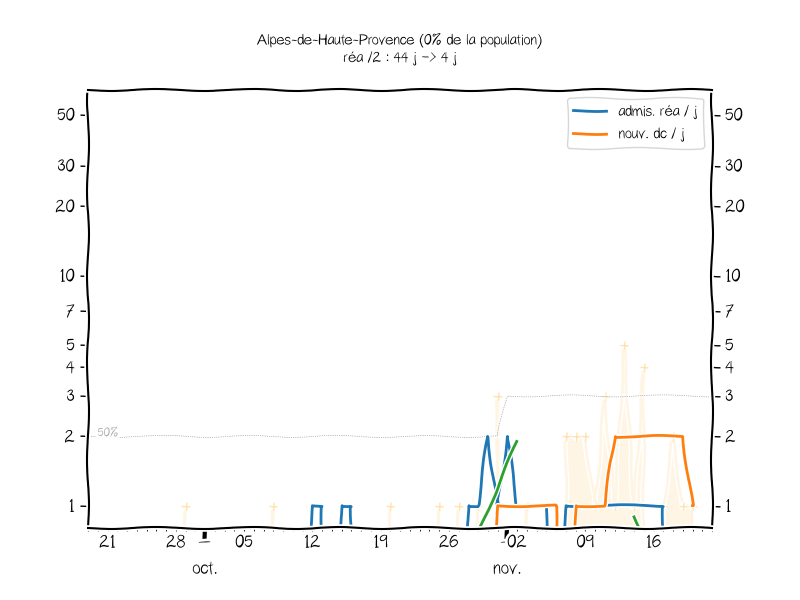 Alpes-de-Haute-Provence (0% de la population)
réa /2 : 44 j -> 4 j
admis. réa / j
nouv. dc / j
50 50
30 30
20 20
10 10
7 7
5 5
4 4
3 3
50%
2 2
1 1
21 28 05 12 19 26 02 09 16
oct. nov.